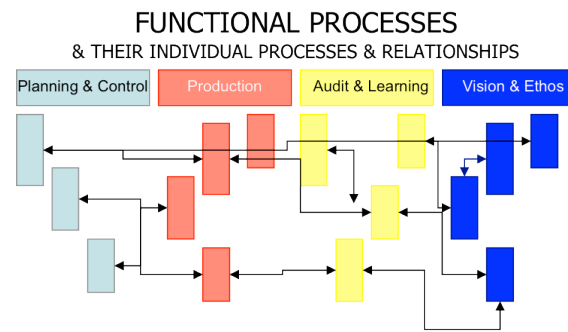 FUNCTIONAL PROCESSES
& THEIR INDIVIDUAL PROCESSES & RELATIONSHIPS
Planning & Control
Production
Audit & Learning
Vision & Ethos